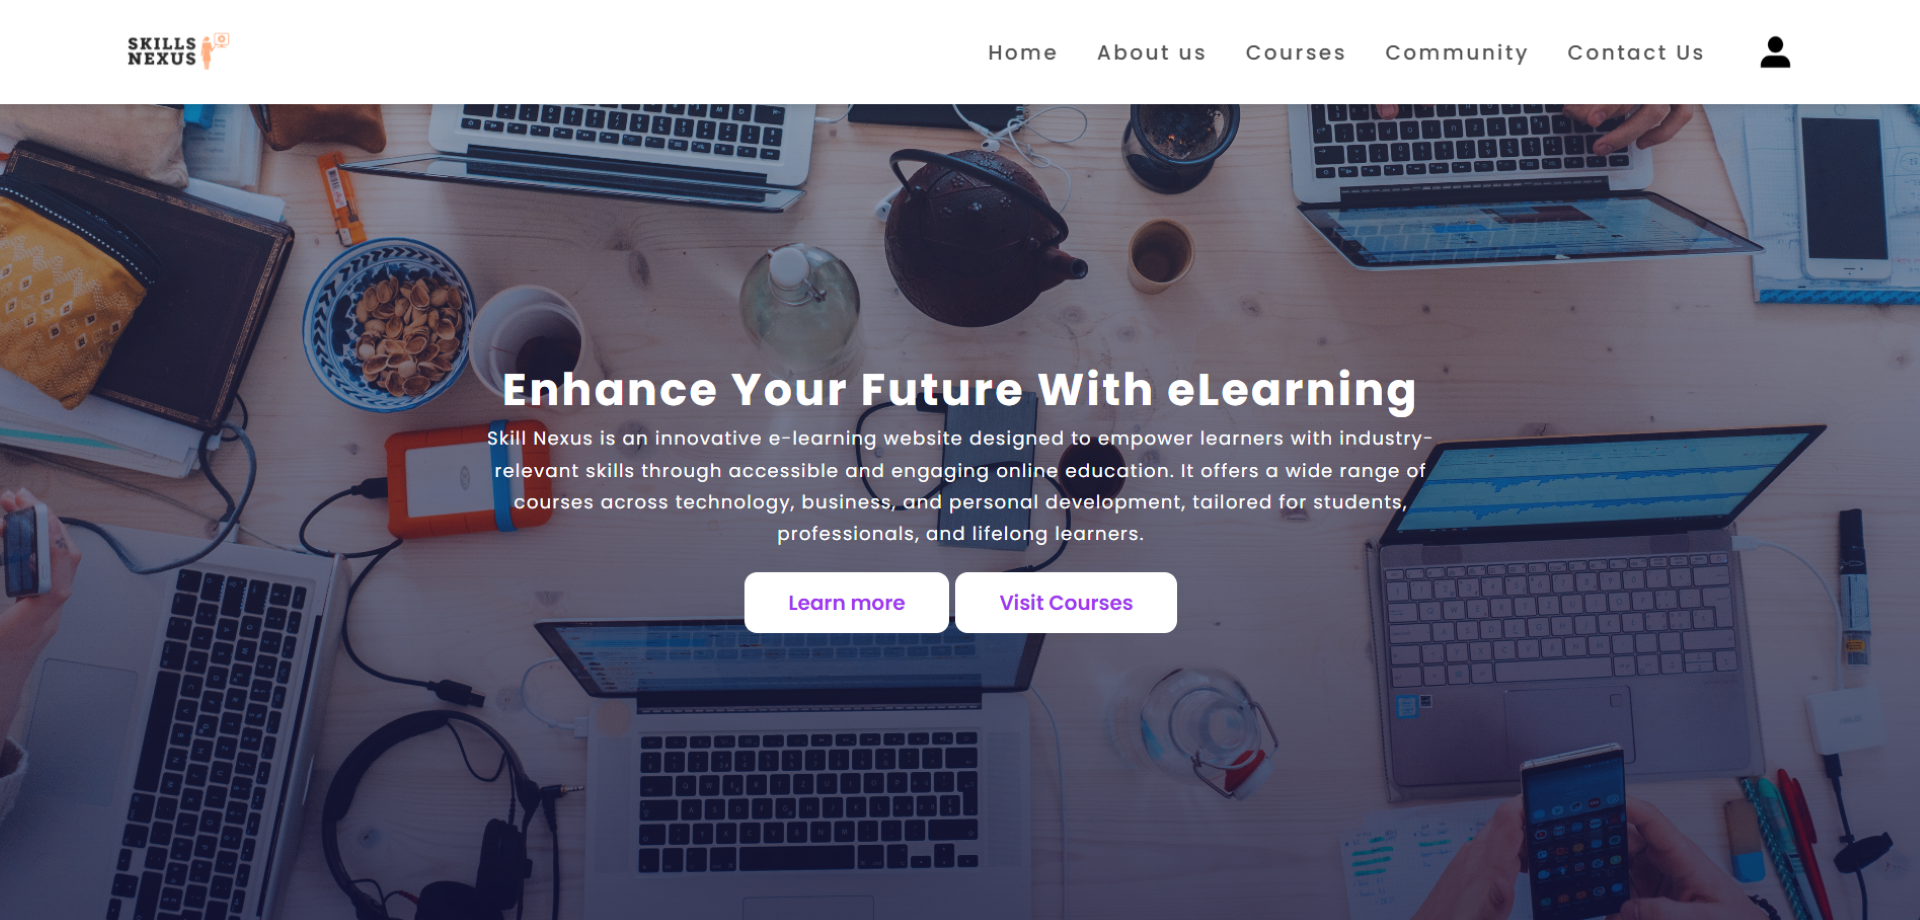 SKILLS
NEXUS
Home About us Courses Community Contact Us
Enhance Your Future With eLearning
Skill Nexus is an innovative e-learning website designed to empower learners with industry-
relevant skills through accessible and engaging online education. It offers a wide range of
courses across technology, business, and personal development, tailored for students,
professionals, and lifelong learners.
Learn more Visit Courses